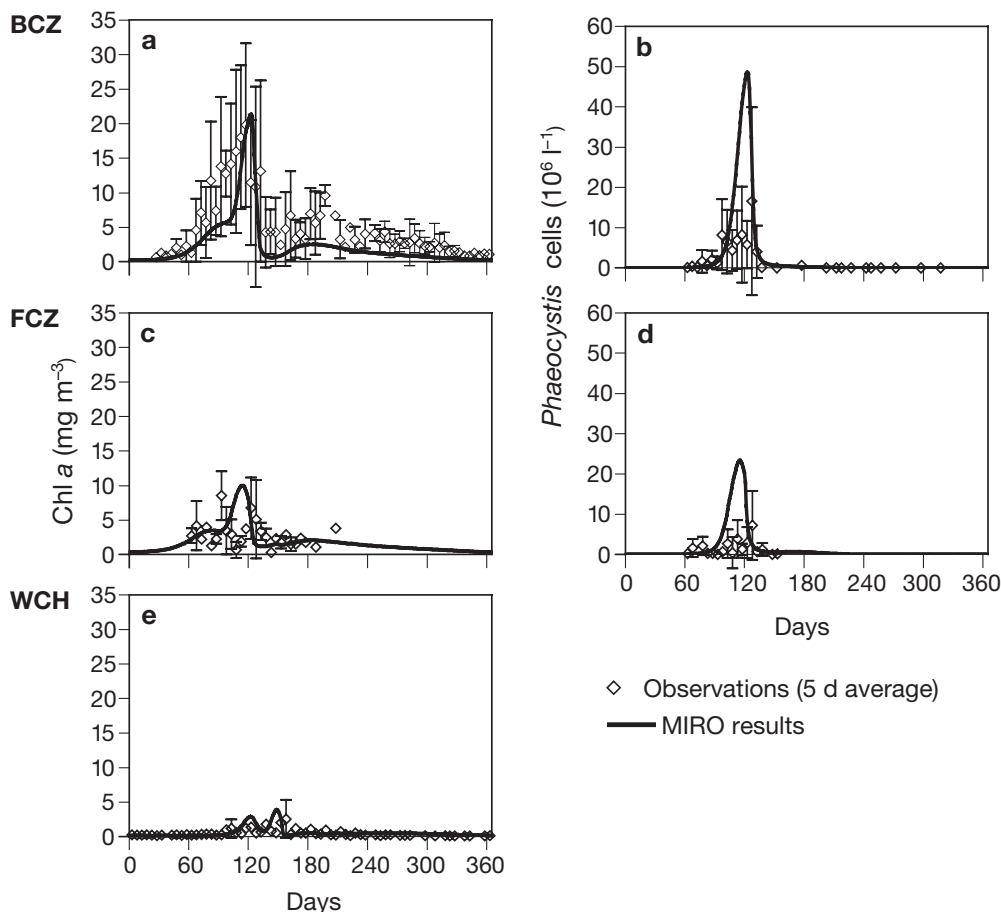 BCZ
a
35
30
25
20
15
10
5
0
b
60
50
40
30
20
10
0
FCZ
c
35
30
25
20
15
10
5
0
d
60
50
40
30
20
10
0
0 60 120 180 240 300 360
Days
Chl a (mg m⁻³)
Phaeocystis cells (10⁶ l⁻¹)
WCH
e
35
30
25
20
15
10
5
0
0 60 120 180 240 300 360
Days
Observations (5 d average)
MIRO results